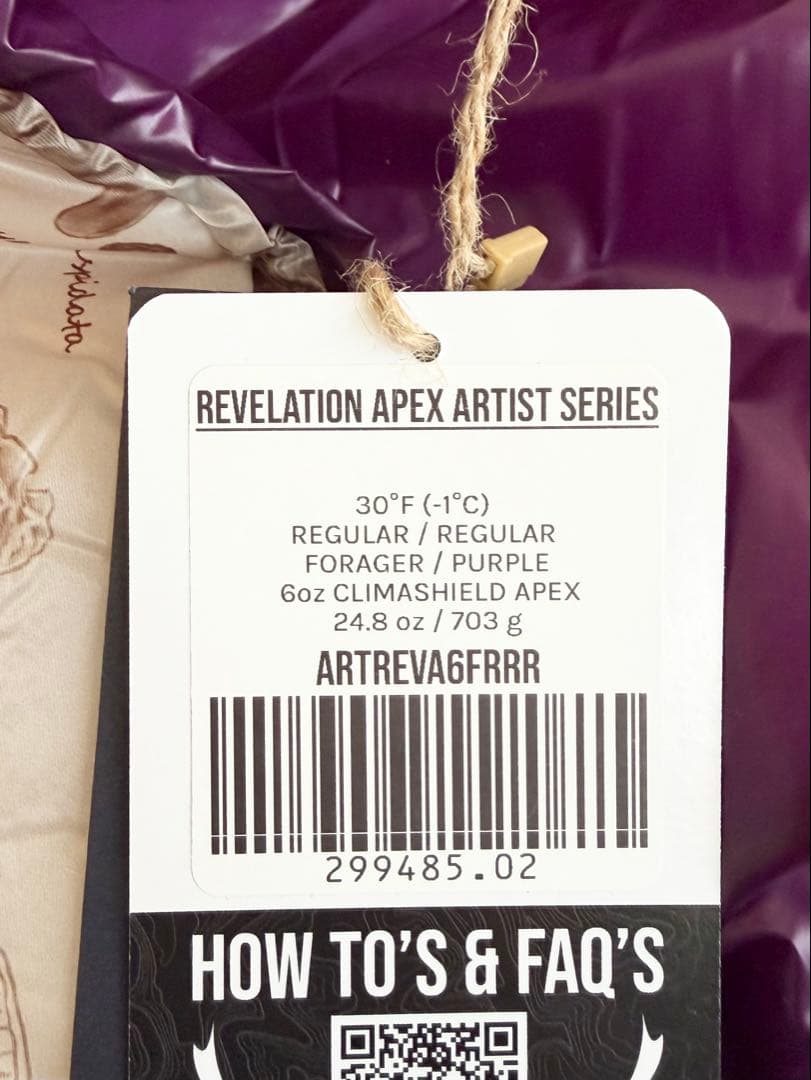 spidata
REVELATION APEX ARTIST SERIES
30°F (-1°C)
REGULAR / REGULAR
FORAGER / PURPLE
6oz CLIMASHIELD APEX
24.8 oz / 703 g
ARTREVA6FRRR
299485.02
HOW TO'S & FAQ'S